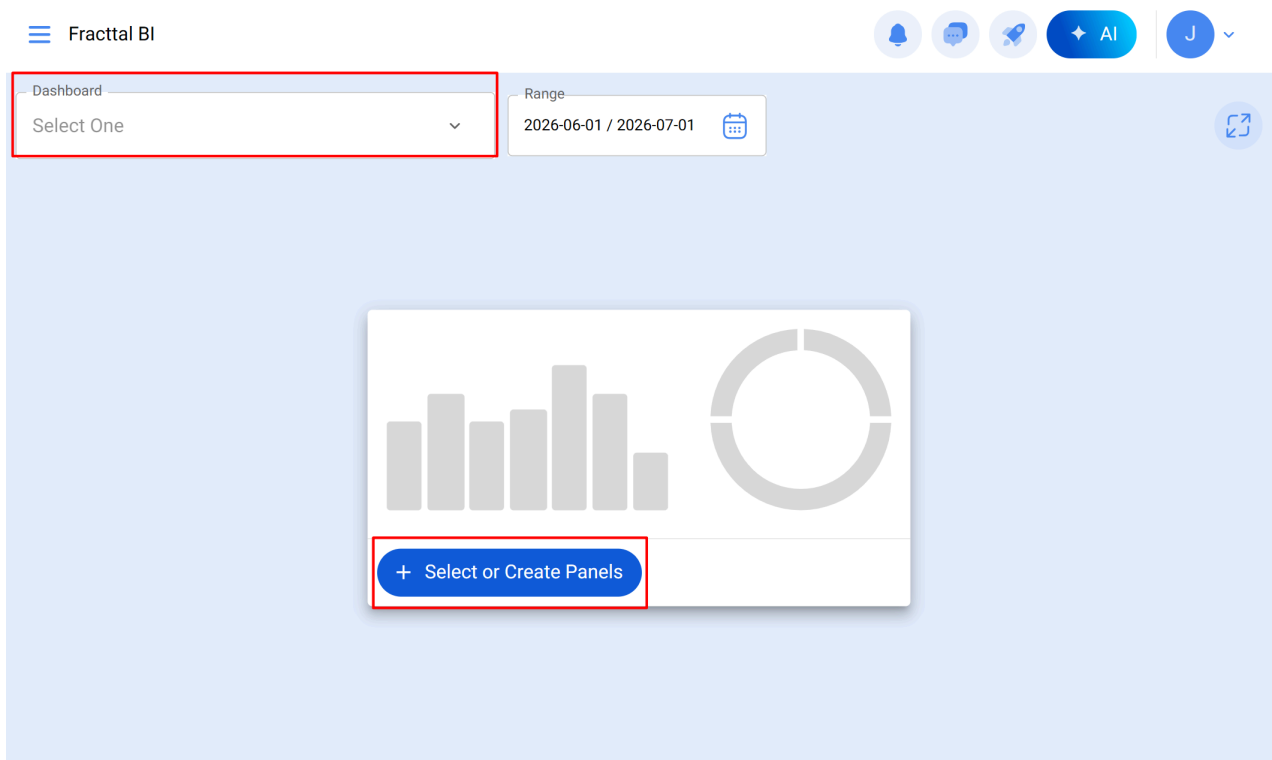 Fracttal BI
AI
J
Dashboard
Select One
Range
2026-06-01 / 2026-07-01
+ Select or Create Panels